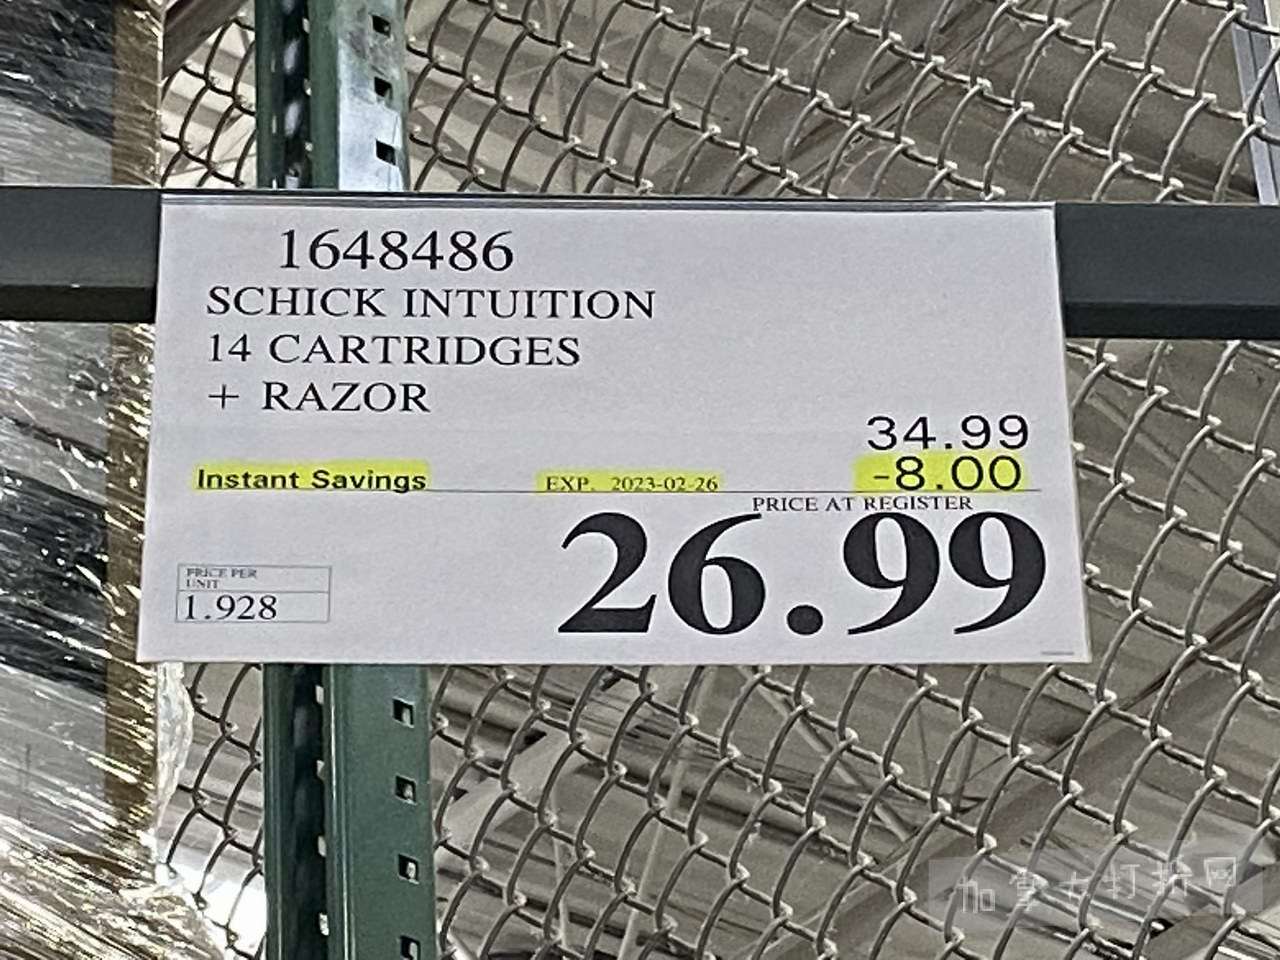 1648486
SCHICK INTUITION
14 CARTRIDGES
+ RAZOR
34.99
Instant Savings EXP. 2023-02-26 -8.00
PRICE AT REGISTER
26.99
PRICE PER
UNIT
1.928
加拿大打折网